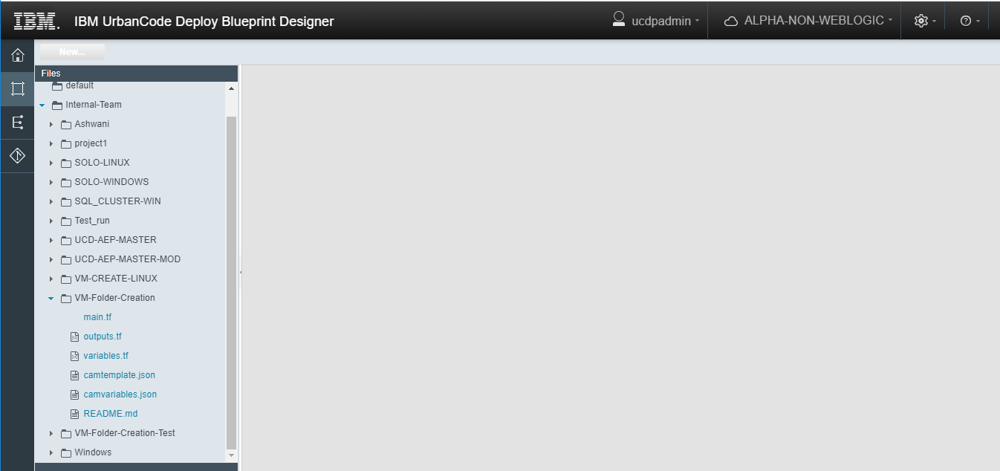 IBM. IBM UrbanCode Deploy Blueprint Designer ucdpadmin ALPHA-NON-WEBLOGIC
New...
Files
default
Internal-Team
Ashwani
project1
SOLO-LINUX
SOLO-WINDOWS
SQL_CLUSTER-WIN
Test_run
UCD-AEP-MASTER
UCD-AEP-MASTER-MOD
VM-CREATE-LINUX
VM-Folder-Creation
main.tf
outputs.tf
variables.tf
camtemplate.json
camvariables.json
README.md
VM-Folder-Creation-Test
Windows